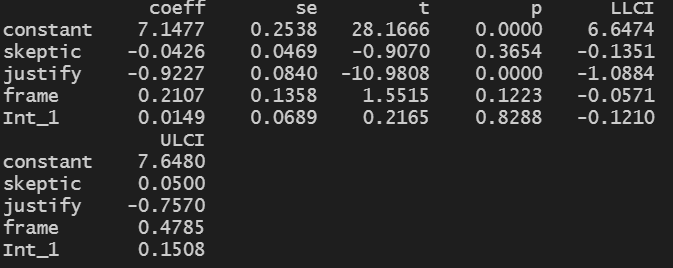 coeff se t p LLCI
constant 7.1477 0.2538 28.1666 0.0000 6.6474
skeptic -0.0426 0.0469 -0.9070 0.3654 -0.1351
justify -0.9227 0.0840 -10.9808 0.0000 -1.0884
frame 0.2107 0.1358 1.5515 0.1223 -0.0571
Int_1 0.0149 0.0689 0.2165 0.8288 -0.1210
ULCI
constant 7.6480
skeptic 0.0500
justify -0.7570
frame 0.4785
Int_1 0.1508